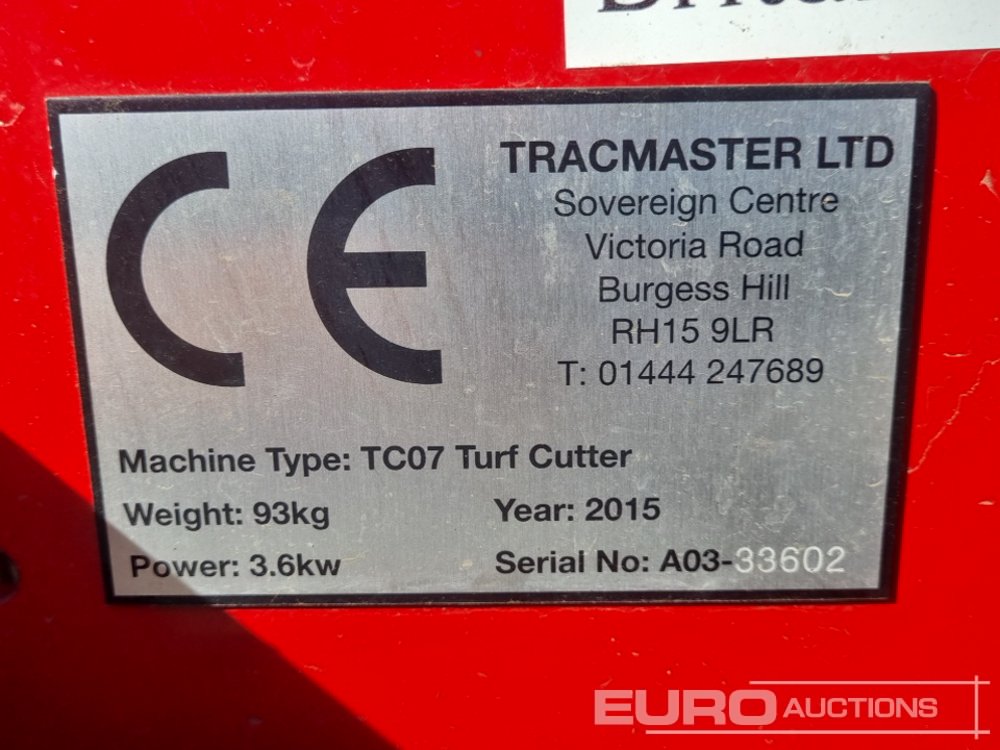 CE
TRACMASTER LTD
Sovereign Centre
Victoria Road
Burgess Hill
RH15 9LR
T: 01444 247689
Machine Type: TC07 Turf Cutter
Weight: 93kg
Year: 2015
Power: 3.6kw
Serial No: A03-33602
EURO AUCTIONS